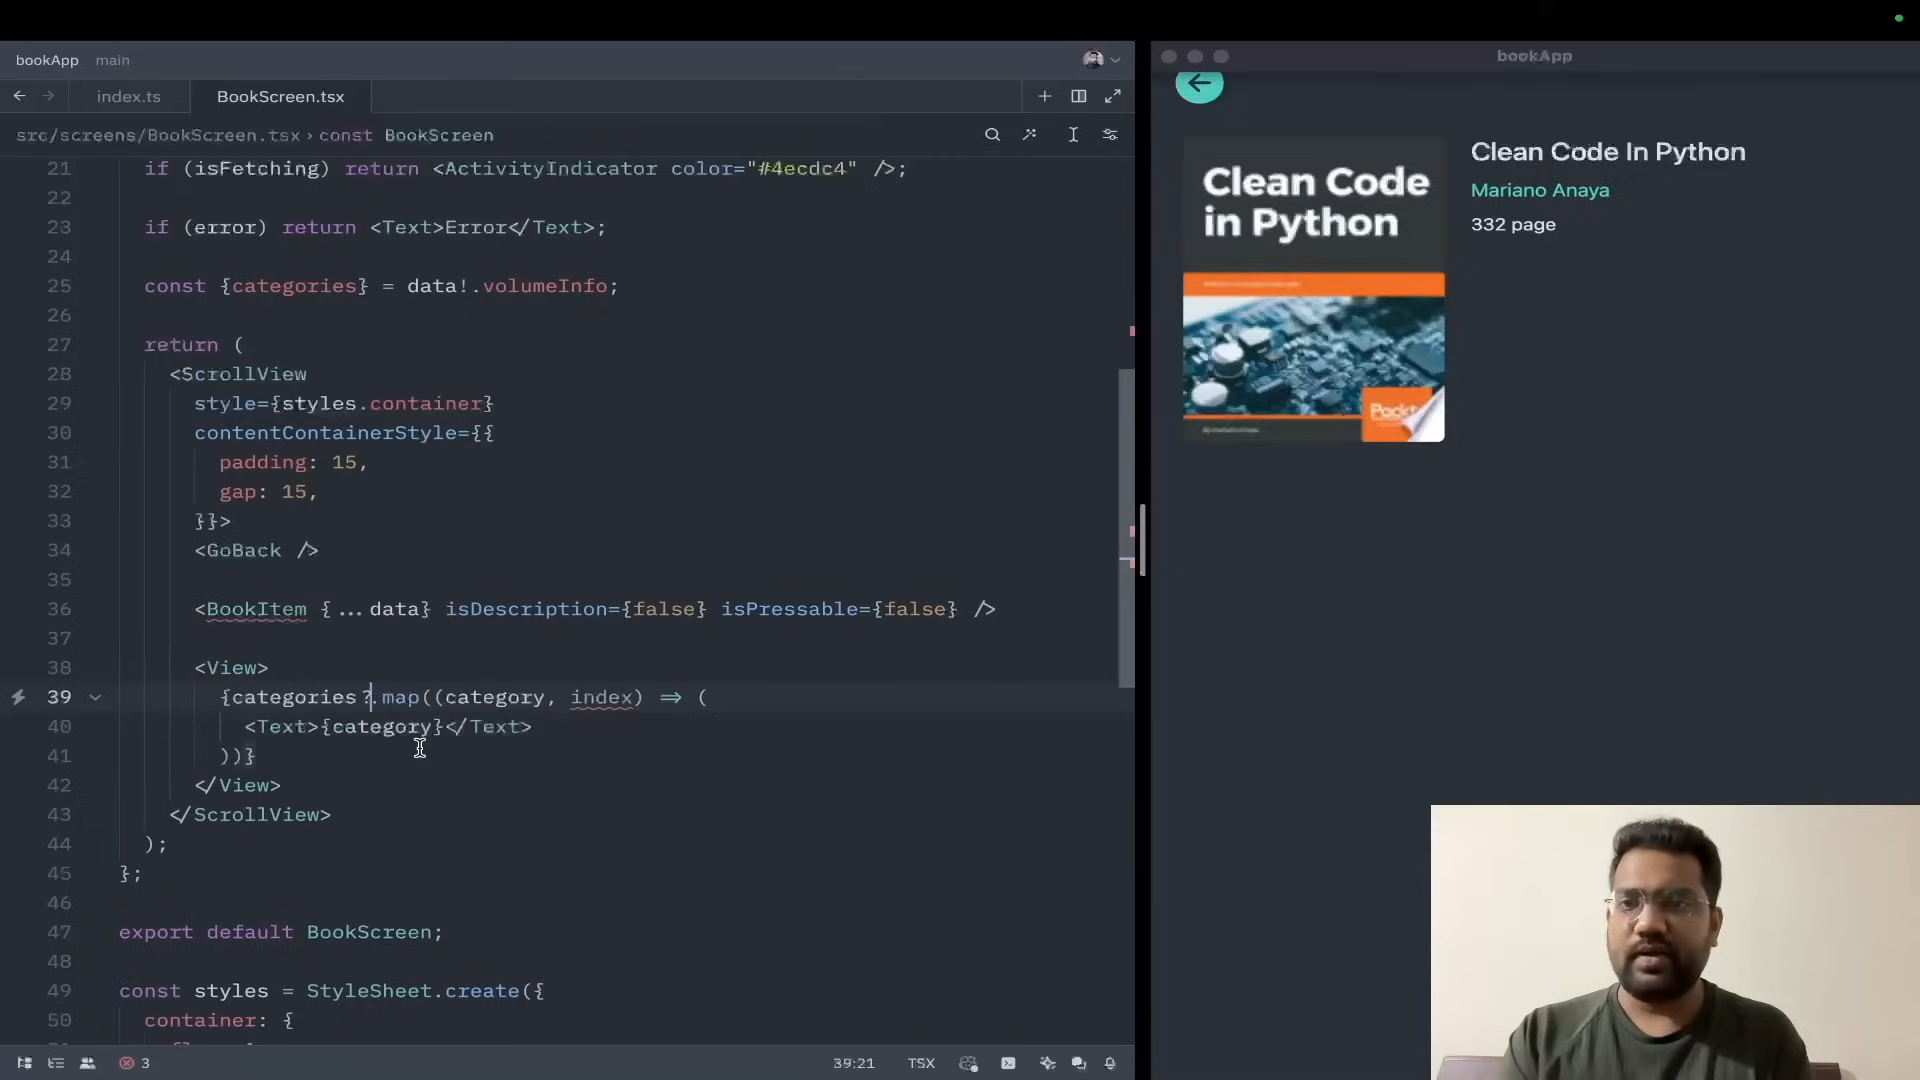 bookApp main
index.ts BookScreen.tsx
src/screens/BookScreen.tsx › const BookScreen
21 if (isFetching) return <ActivityIndicator color="#4ecdc4" />;
22
23 if (error) return <Text>Error</Text>;
24
25 const {categories} = data!.volumeInfo;
26
27 return (
28 <ScrollView
29 style={styles.container}
30 contentContainerStyle={{
31 padding: 15,
32 gap: 15,
33 }}>
34 <GoBack />
35
36 <BookItem {...data} isDescription={false} isPressable={false} />
37
38 <View>
39 {categories?.map((category, index) => (
40 <Text>{category}</Text>
41 ))}
42 </View>
43 </ScrollView>
44 );
45 };
46
47 export default BookScreen;
48
49 const styles = StyleSheet.create({
50 container: {
3 39:21 TSX
bookApp
Clean Code
in Python
Packt
Clean Code In Python
Mariano Anaya
332 page